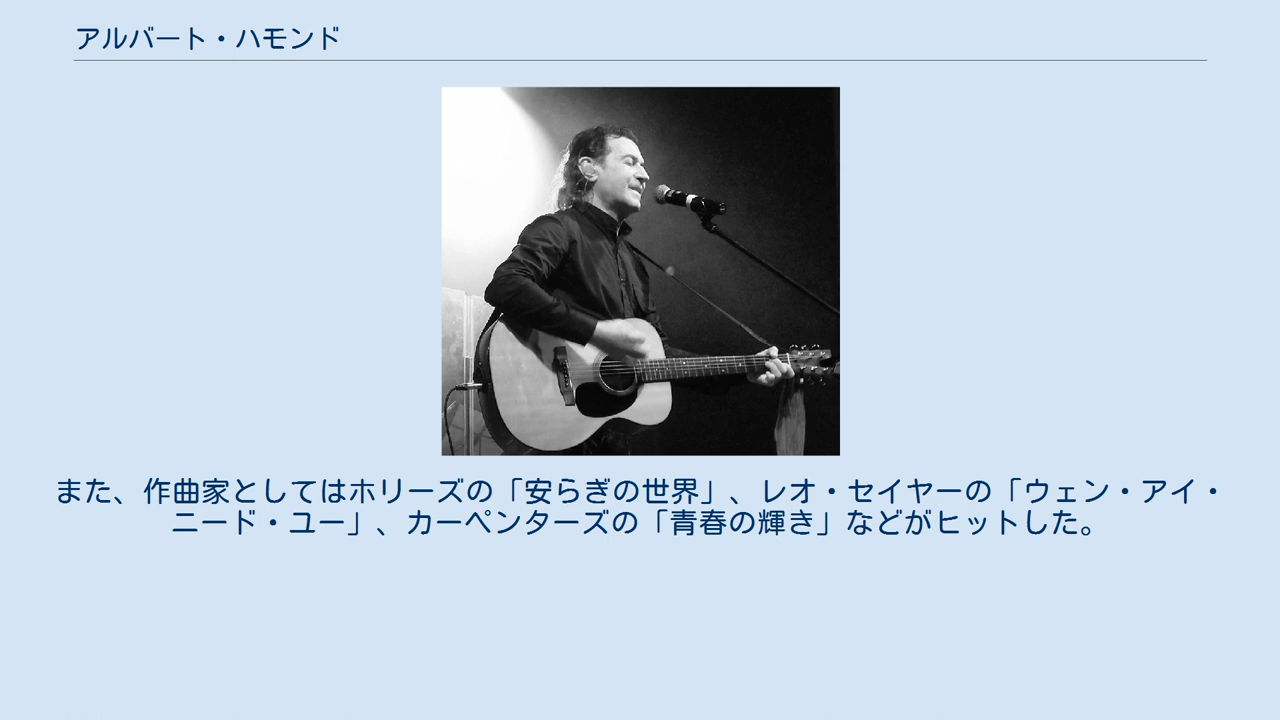 アルバート・ハモンド
また、作曲家としてはホリーズの「安らぎの世界」、レオ・セイヤーの「ウェン・アイ・
ニード・ユー」、カーペンターズの「青春の輝き」などがヒットした。